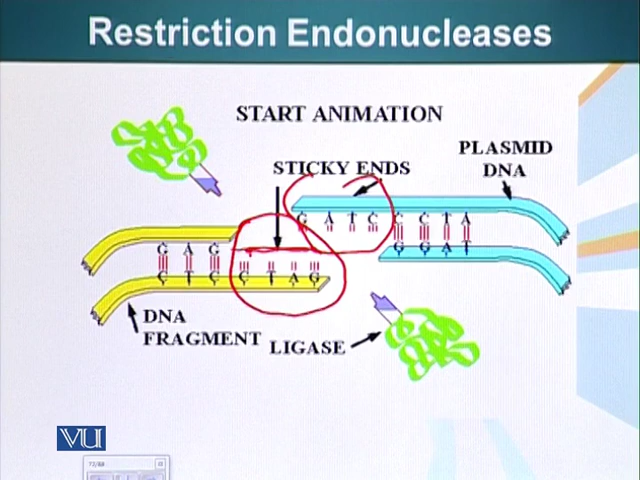 Restriction Endonucleases
START ANIMATION
STICKY ENDS
PLASMID
DNA
G A T C C C T A
G G A T
G A G
C T C C T A G
DNA
FRAGMENT
LIGASE
VU